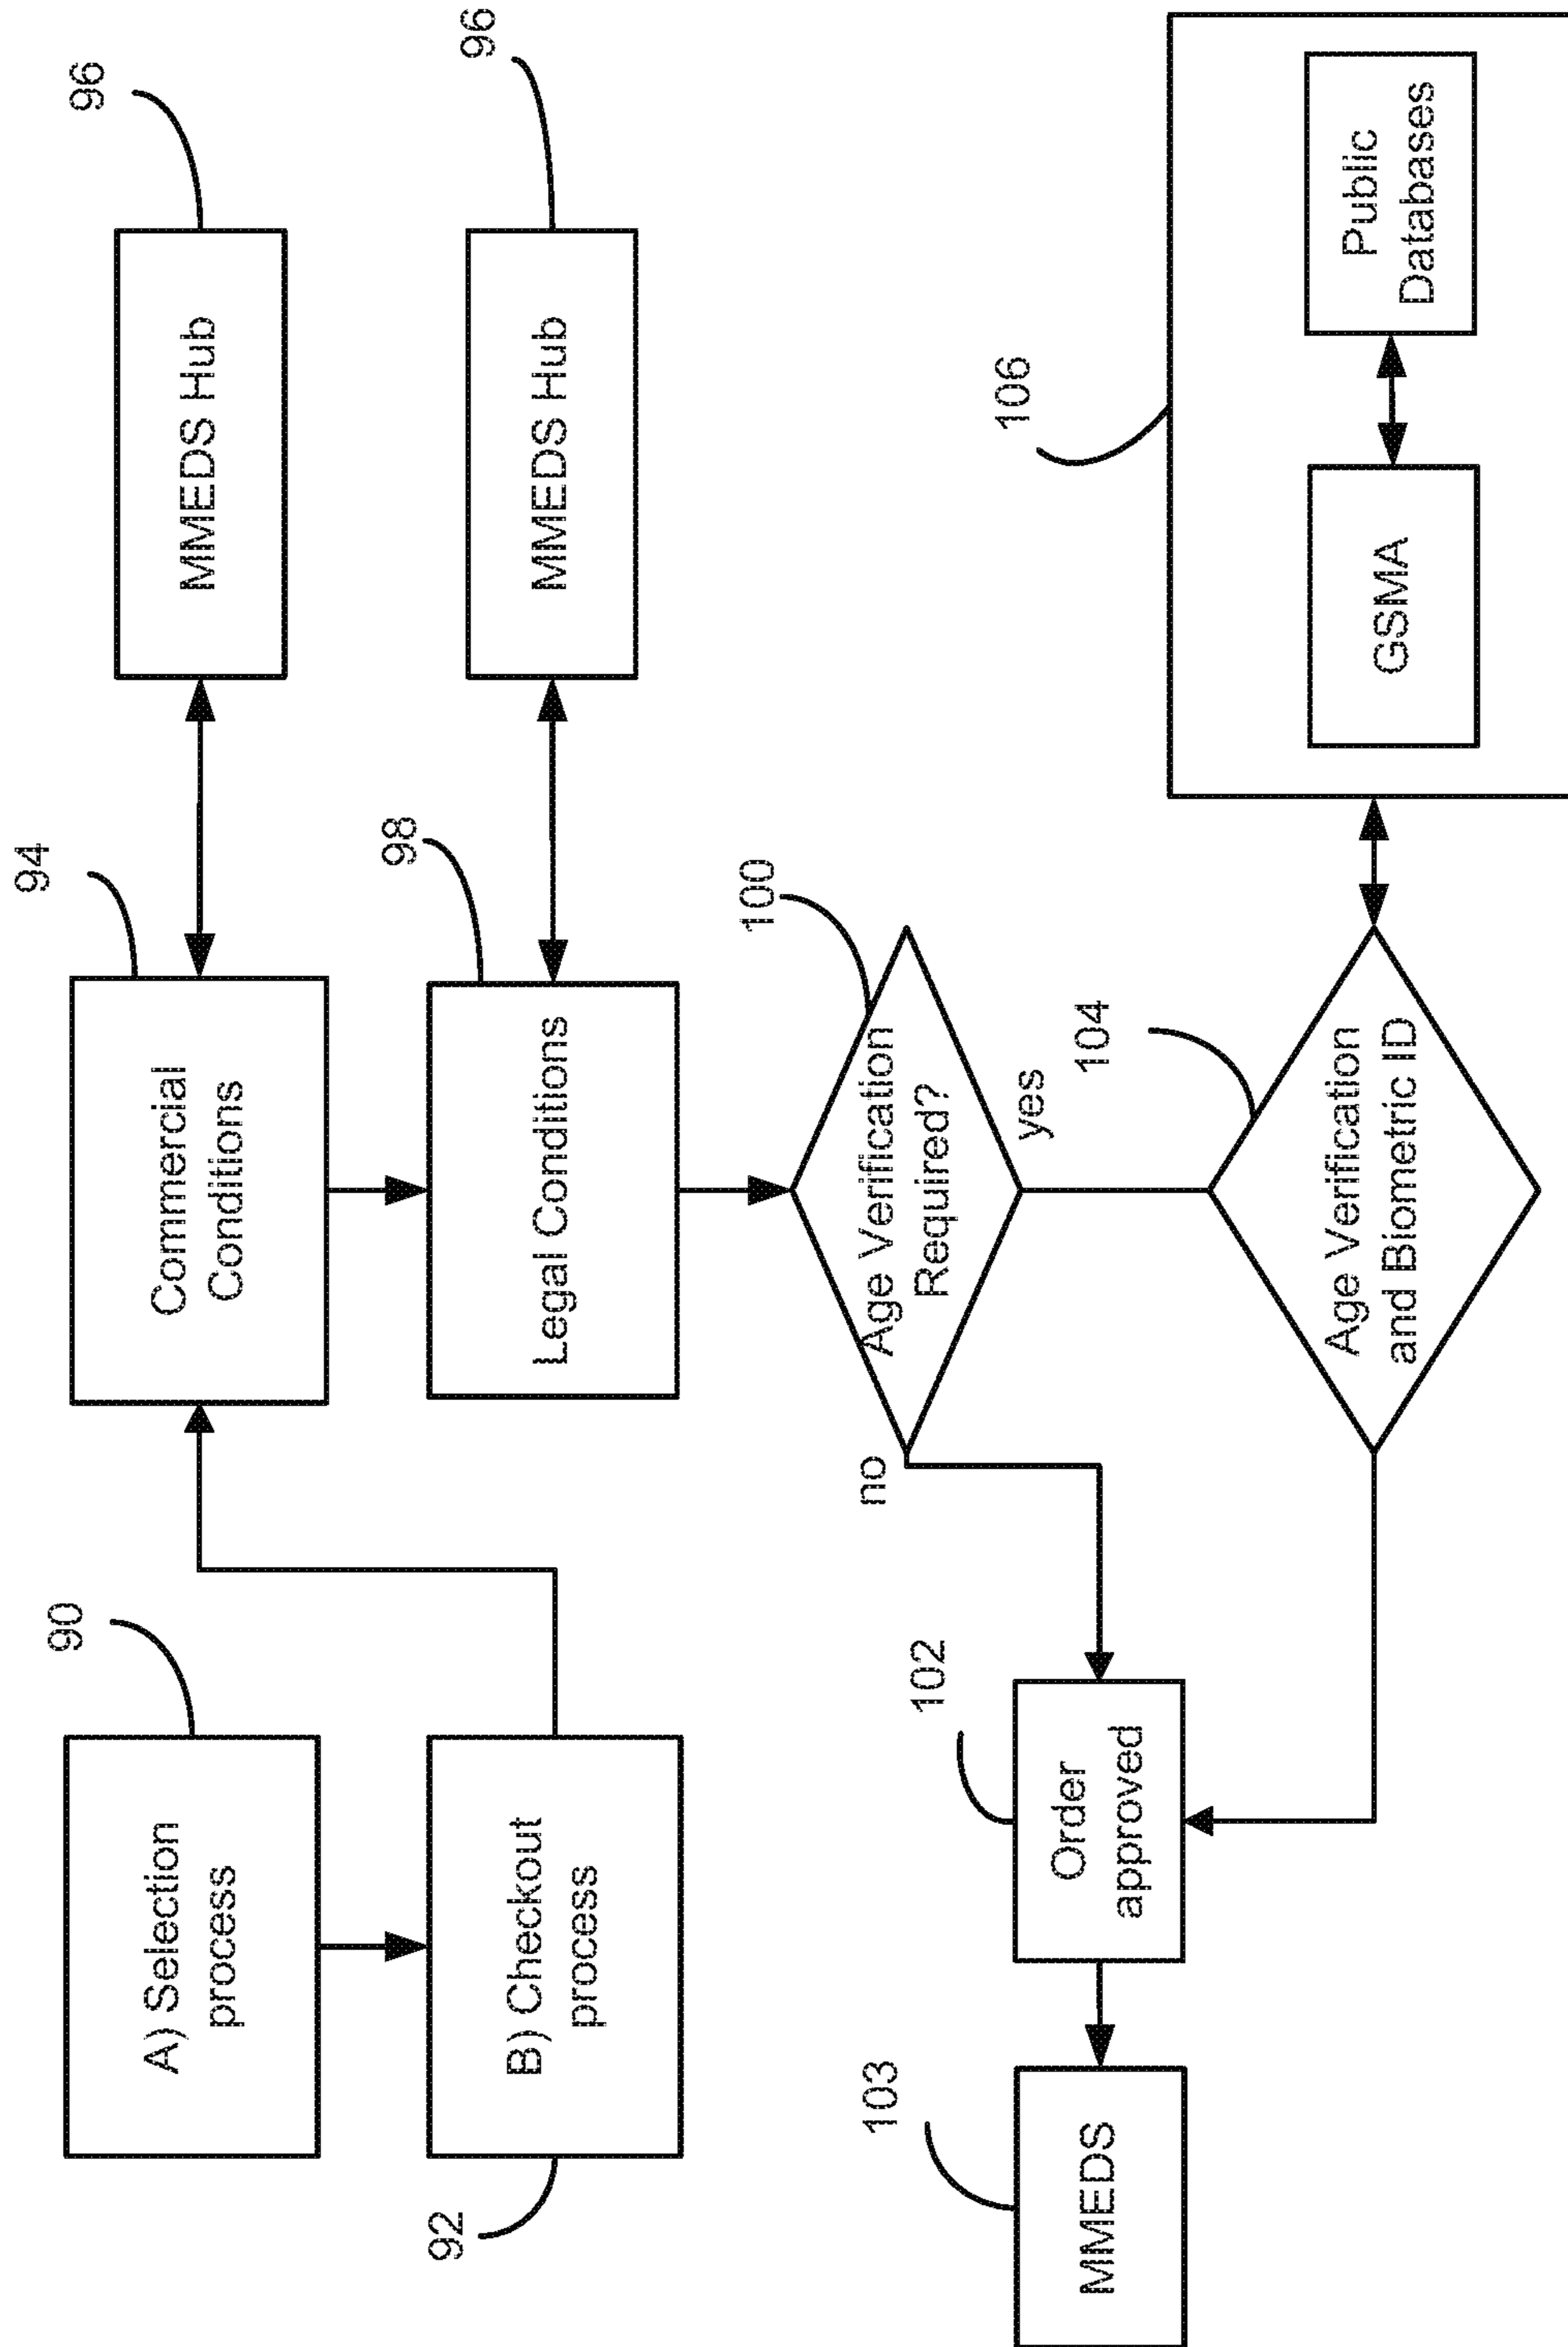 90
A) Selection
process
92
B) Checkout
process
94
Commercial
Conditions
96
MMEDS Hub
98
Legal Conditions
96
MMEDS Hub
100
Age Verification
Required?
no
yes
103
MMEDS
102
Order
approved
104
Age Verification
and Biometric ID
106
GSMA
Public
Databases